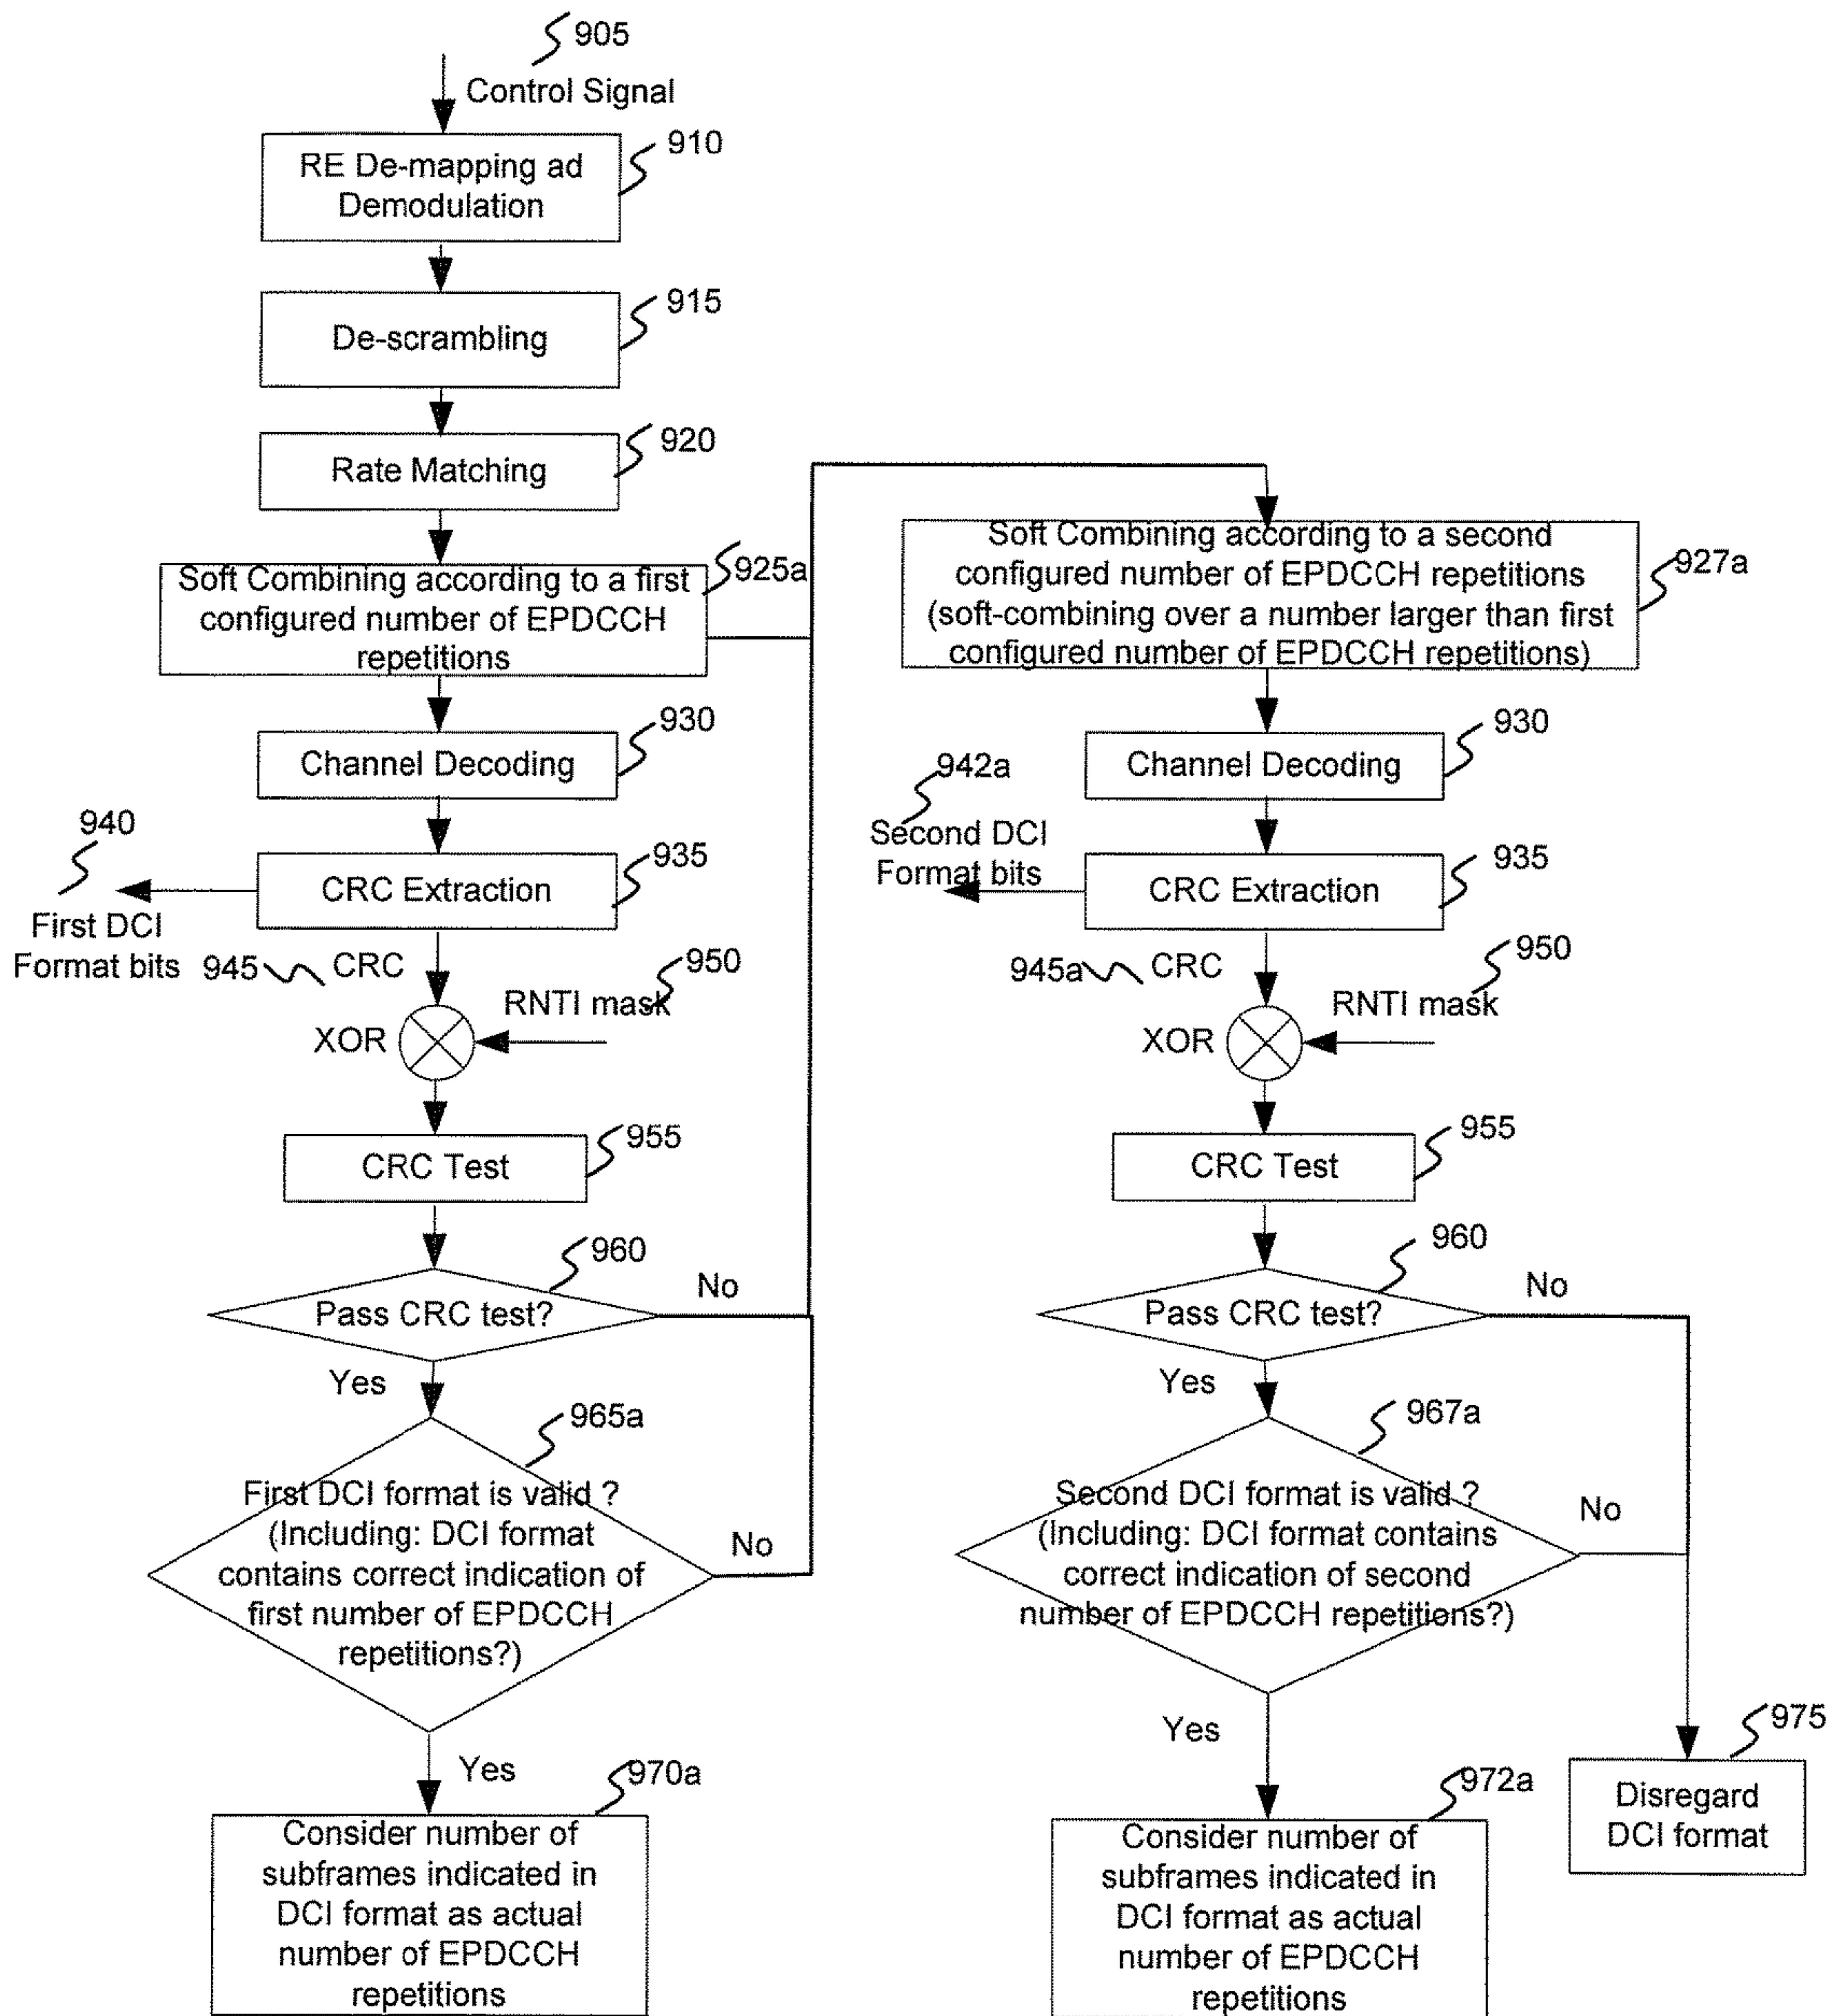 905
Control Signal
910
RE De-mapping ad
Demodulation
915
De-scrambling
920
Rate Matching
925a
Soft Combining according to a first
configured number of EPDCCH
repetitions
930
Channel Decoding
940
935
CRC Extraction
First DCI
Format bits
945
CRC
950
RNTI mask
XOR
955
CRC Test
960
Pass CRC test?
No
Yes
965a
First DCI format is valid ?
(Including: DCI format
contains correct indication of
first number of EPDCCH
repetitions?)
No
Yes
970a
Consider number of
subframes indicated in
DCI format as actual
number of EPDCCH
repetitions
Soft Combining according to a second
configured number of EPDCCH repetitions
(soft-combining over a number larger than first
configured number of EPDCCH repetitions)
927a
930
Channel Decoding
942a
Second DCI
Format bits
935
CRC Extraction
945a
CRC
950
RNTI mask
XOR
955
CRC Test
960
Pass CRC test?
No
Yes
967a
Second DCI format is valid ?
(Including: DCI format contains
correct indication of second
number of EPDCCH repetitions?)
No
Yes
972a
Consider number of
subframes indicated in
DCI format as actual
number of EPDCCH
repetitions
975
Disregard
DCI format